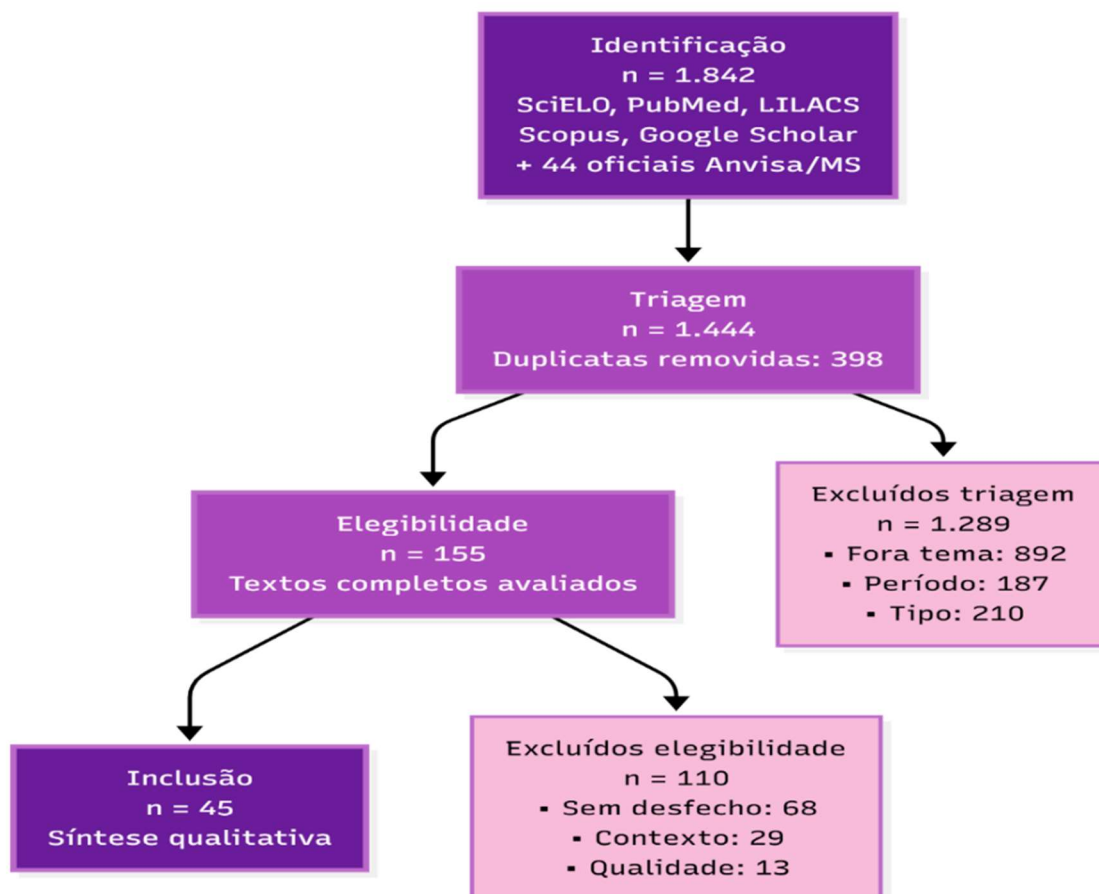 Identificação
n = 1.842
SciELO, PubMed, LILACS
Scopus, Google Scholar
+ 44 oficiais Anvisa/MS
Triagem
n = 1.444
Duplicatas removidas: 398
Elegibilidade
n = 155
Textos completos avaliados
Excluídos triagem
n = 1.289
▪ Fora tema: 892
▪ Período: 187
▪ Tipo: 210
Inclusão
n = 45
Síntese qualitativa
Excluídos elegibilidade
n = 110
▪ Sem desfecho: 68
▪ Contexto: 29
▪ Qualidade: 13